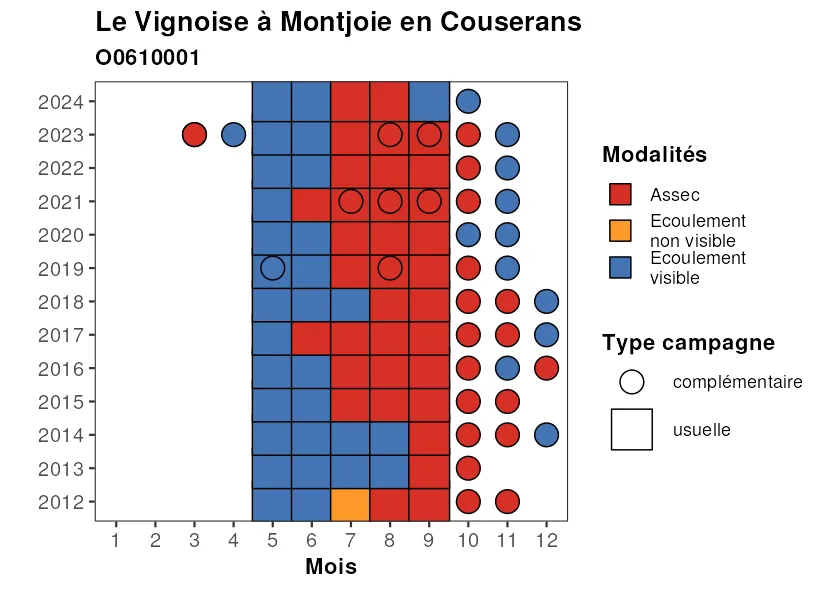 Le Vignoise à Montjoie en Couserans
O0610001
2024
2023
2022
2021
2020
2019
2018
2017
2016
2015
2014
2013
2012
1 2 3 4 5 6 7 8 9 10 11 12
Mois
Modalités
Assec
Ecoulement
non visible
Ecoulement
visible
Type campagne
complémentaire
usuelle